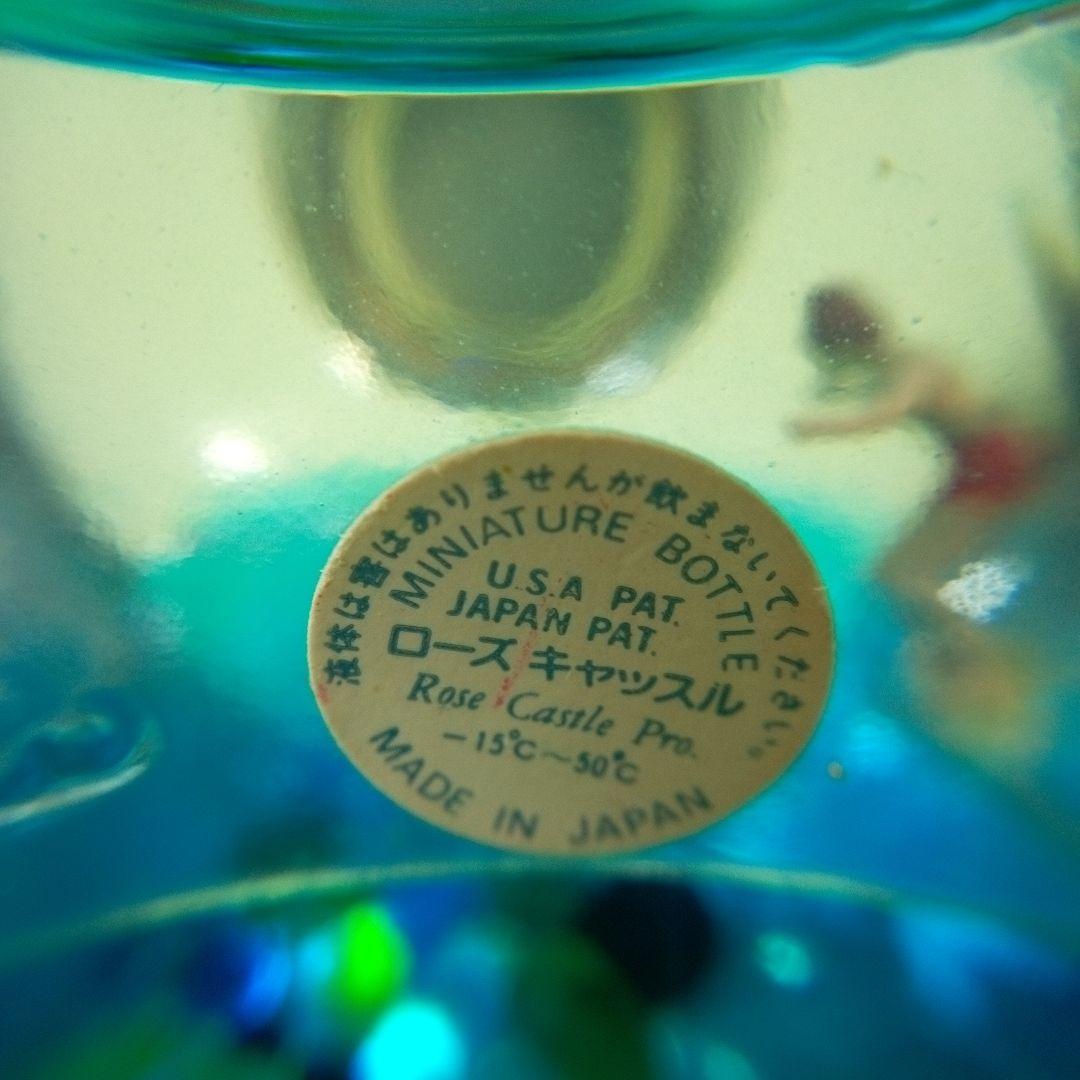 液体は害はありませんが飲まないでください。
MINIATURE BOTTLE
U.S.A PAT.
JAPAN PAT.
ローズ キャッスル
Rose Castle Pro.
－15℃～50℃
MADE IN JAPAN